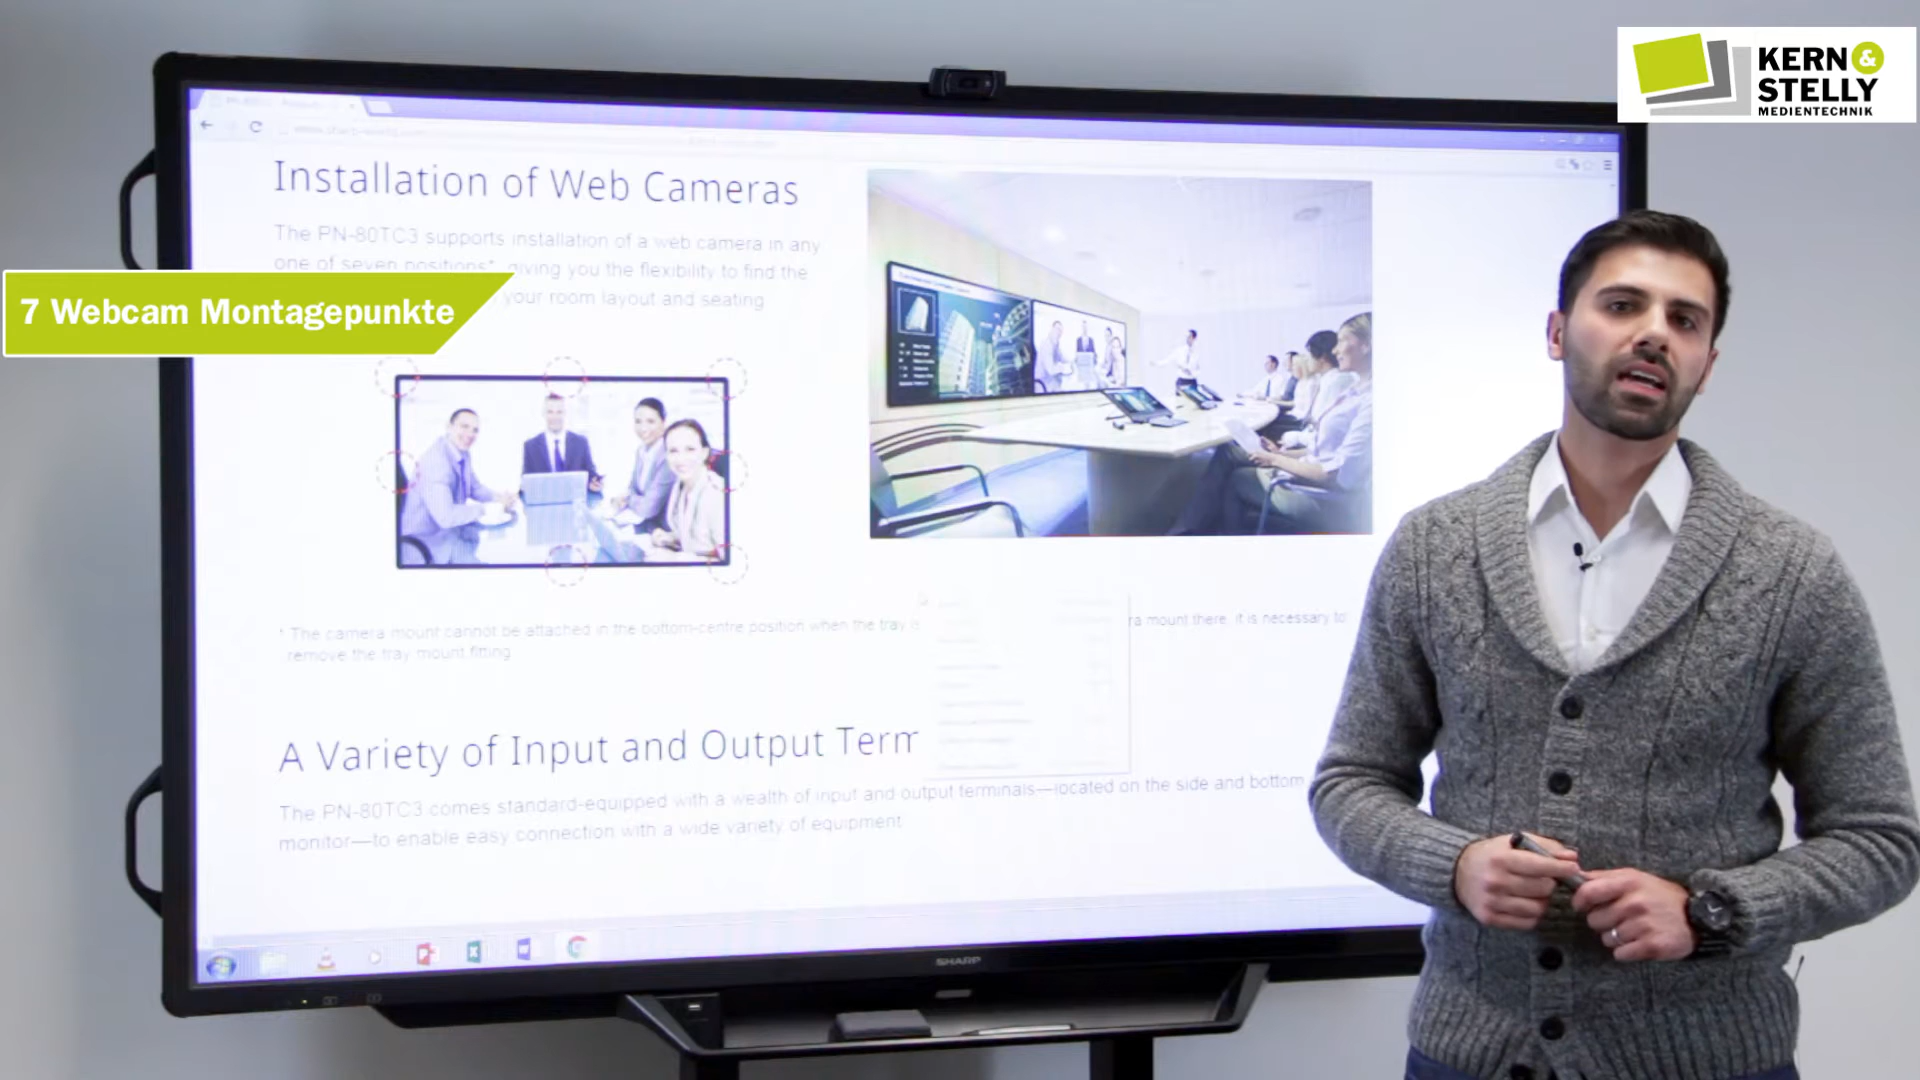 KERN &
STELLY
MEDIENTECHNIK
Installation of Web Cameras
The PN-80TC3 supports installation of a web camera in any
one of seven positions*, giving you the flexibility to find the
your room layout and seating
7 Webcam Montagepunkte
* The camera mount cannot be attached in the bottom-centre position when the tray is
ra mount there, it is necessary to
remove the tray mount fitting
A Variety of Input and Output Term
The PN-80TC3 comes standard-equipped with a wealth of input and output terminals—located on the side and bottom
monitor—to enable easy connection with a wide variety of equipment
SHARP